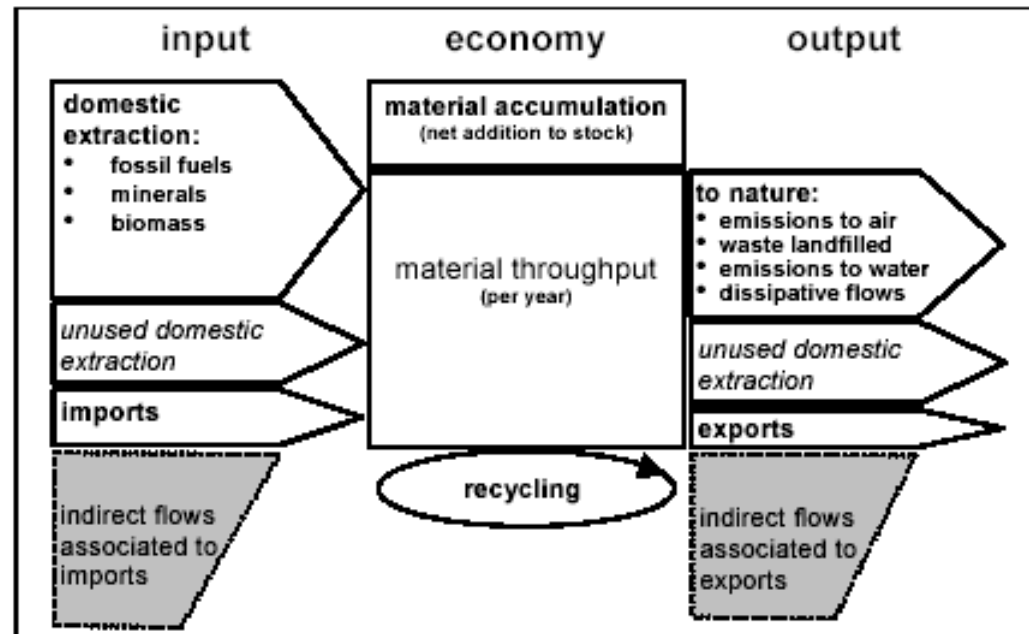 input
economy
output
domestic
extraction:
• fossil fuels
• minerals
• biomass
unused domestic
extraction
imports
indirect flows
associated to
imports
material accumulation
(net addition to stock)
material throughput
(per year)
recycling
to nature:
• emissions to air
• waste landfilled
• emissions to water
• dissipative flows
unused domestic
extraction
exports
indirect flows
associated to
exports